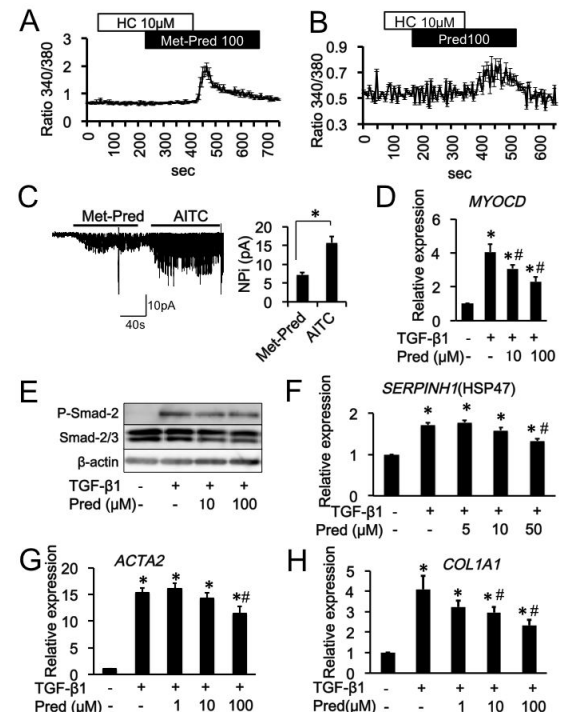 A
HC 10μM
Met-Pred 100
Ratio 340/380
3
2
1
0
0
100
200
300
400
500
600
700
sec
B
HC 10μM
Pred100
Ratio 340/380
0.9
0.7
0.5
0.3
0
100
200
300
400
500
600
sec
C
Met-Pred AITC
10pA
40s
NPi (pA)
20
15
10
5
0
*
Met-Pred
AITC
D
MYOCD
Relative expression
6
4
2
0
* *# *#
TGF-β1 - + + +
Pred (μM) - - 10 100
E
P-Smad-2
Smad-2/3
β-actin
TGF-β1 - + + +
Pred (μM)- - 10 100
F
SERPINH1(HSP47)
Relative expression
2
1
0
* * * *#
TGF-β1 - + + + +
Pred (μM) - - 5 10 50
G
ACTA2
Relative expression
20
15
10
5
0
* * * *#
TGF-β1 - + + + +
Pred (μM)- - 1 10 100
H
COL1A1
Relative expression
5
4
3
2
1
0
* * *# *#
TGF-β1 - + + + +
Pred(μM)- - 1 10 100